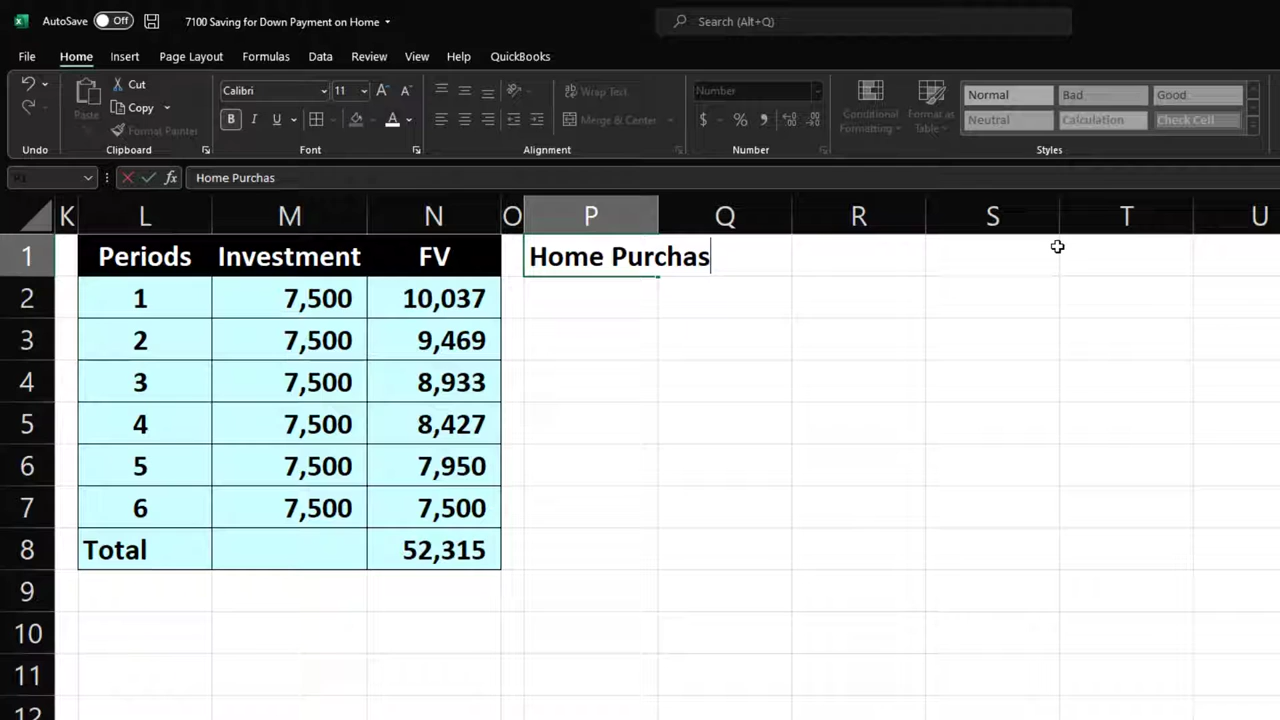 AutoSave Off 7100 Saving for Down Payment on Home Search (Alt+Q)
File Home Insert Page Layout Formulas Data Review View Help QuickBooks
Cut Calibri 11 Wrap Text Number Normal Bad Good
Paste Copy Conditional Format as
Format Painter Merge & Center Formatting Table Neutral Calculation Check Cell
Undo Clipboard Font Alignment Number Styles
P1 Home Purchas
K L M N O P Q R S T U
1 Periods Investment FV Home Purchas
2 1 7,500 10,037
3 2 7,500 9,469
4 3 7,500 8,933
5 4 7,500 8,427
6 5 7,500 7,950
7 6 7,500 7,500
8 Total 52,315
9
10
11
12